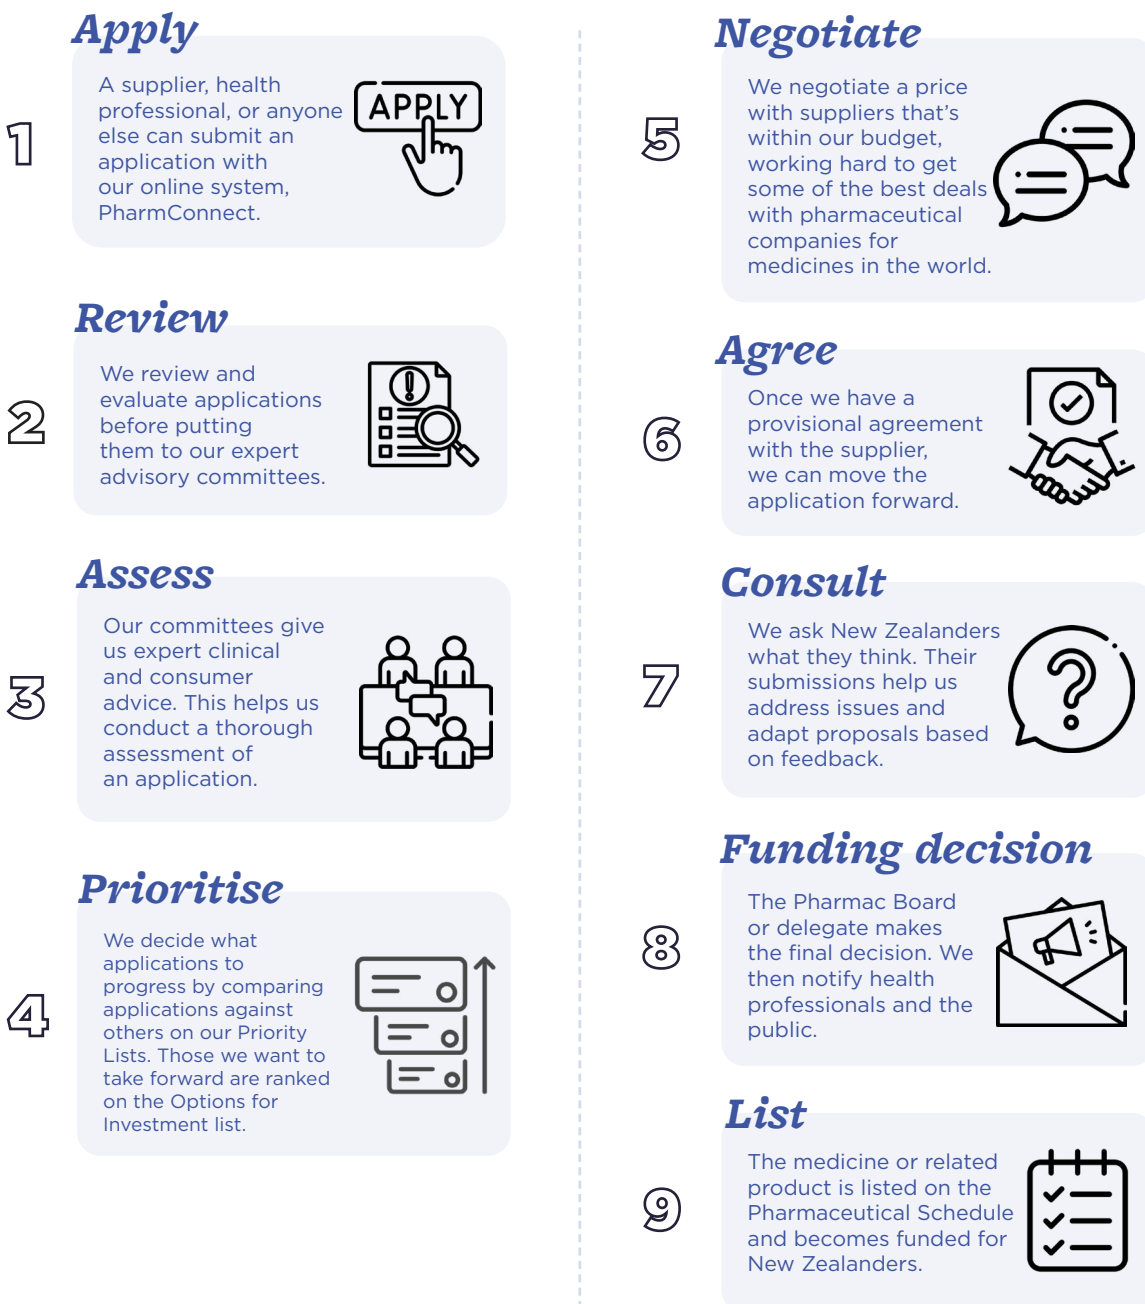 Apply
1
A supplier, health
professional, or anyone
else can submit an
application with
our online system,
PharmConnect.
APPLY
Review
2
We review and
evaluate applications
before putting
them to our expert
advisory committees.
Assess
3
Our committees give
us expert clinical
and consumer
advice. This helps us
conduct a thorough
assessment of
an application.
Prioritise
4
We decide what
applications to
progress by comparing
applications against
others on our Priority
Lists. Those we want to
take forward are ranked
on the Options for
Investment list.
Negotiate
5
We negotiate a price
with suppliers that's
within our budget,
working hard to get
some of the best deals
with pharmaceutical
companies for
medicines in the world.
Agree
6
Once we have a
provisional agreement
with the supplier,
we can move the
application forward.
Consult
7
We ask New Zealanders
what they think. Their
submissions help us
address issues and
adapt proposals based
on feedback.
Funding decision
8
The Pharmac Board
or delegate makes
the final decision. We
then notify health
professionals and the
public.
List
9
The medicine or related
product is listed on the
Pharmaceutical Schedule
and becomes funded for
New Zealanders.